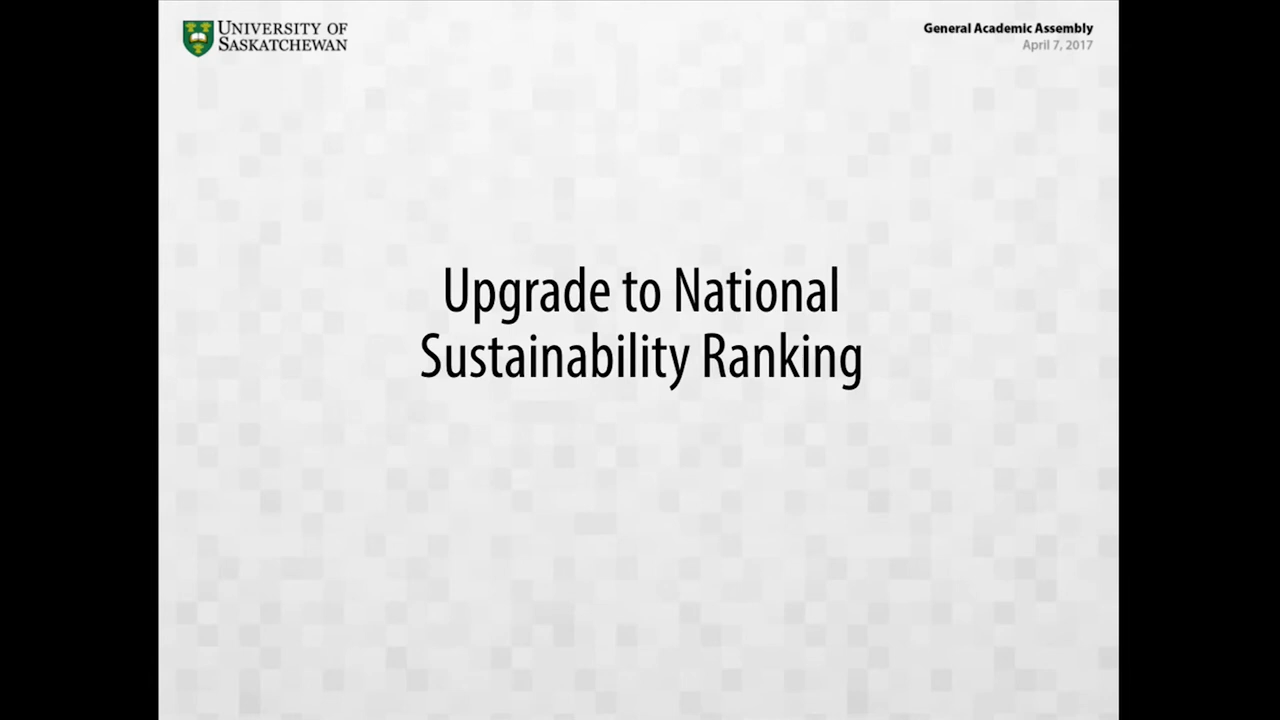 UNIVERSITY OF
SASKATCHEWAN
General Academic Assembly
April 7, 2017
Upgrade to National
Sustainability Ranking